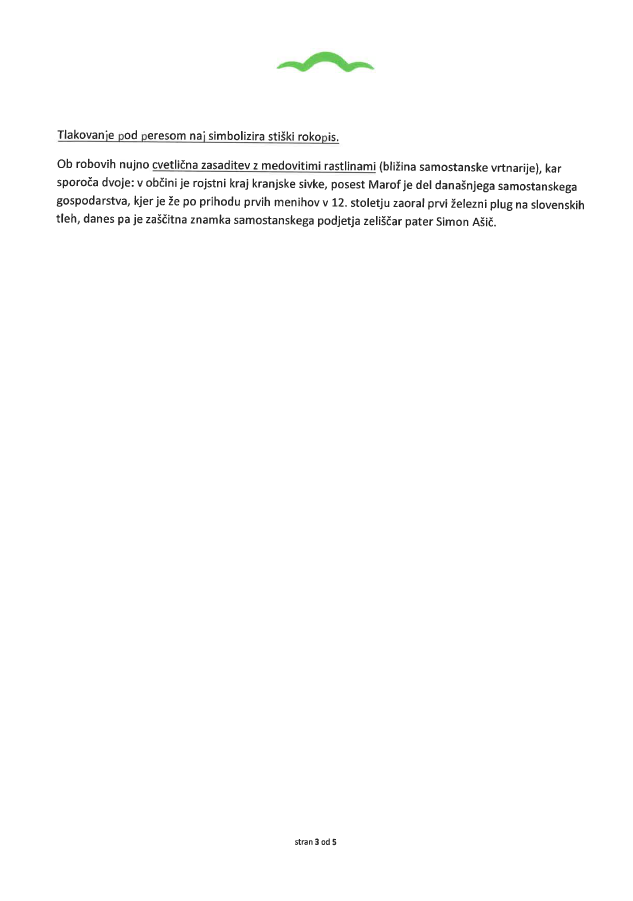 Tlakovanje pod peresom naj simbolizira stiški rokopis.
Ob robovih nujno cvetlična zasaditev z medovitimi rastlinami (bližina samostanske vrtnarije), kar
sporoča dvoje: v občini je rojstni kraj kranjske sivke, posest Marof je del današnjega samostanskega
gospodarstva, kjer je že po prihodu prvih menihov v 12. stoletju zaoral prvi železni plug na slovenskih
tleh, danes pa je zaščitna znamka samostanskega podjetja zeliščar pater Simon Ašič.
stran 3 od 5